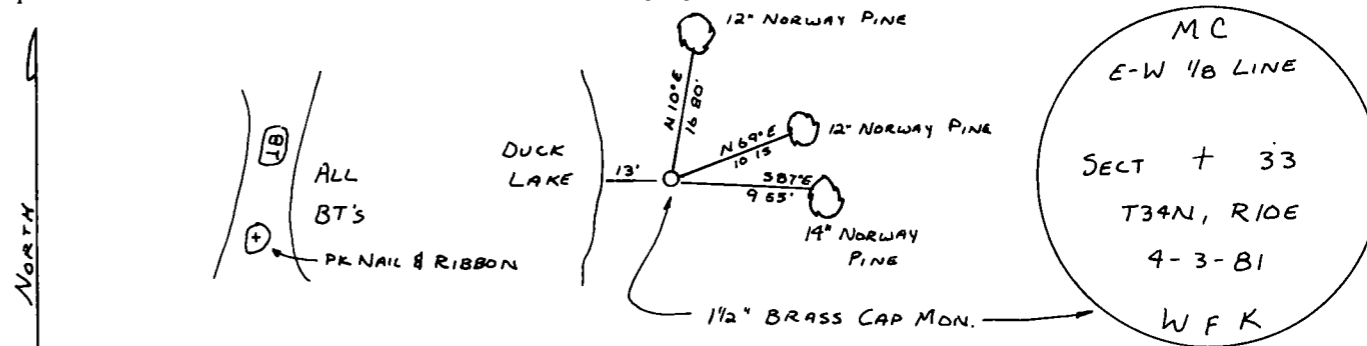 12" NORWAY PINE
N 10° E
16 80'
12" NORWAY PINE
N 69° E
10 15
S 87° E
9 65'
14" NORWAY
PINE
DUCK
LAKE
13'
BT
ALL
BT's
PK NAIL & RIBBON
NORTH
1½" BRASS CAP MON.
M C
E-W 1/8 LINE
SECT + 33
T34N, R10E
4-3-81
W F K